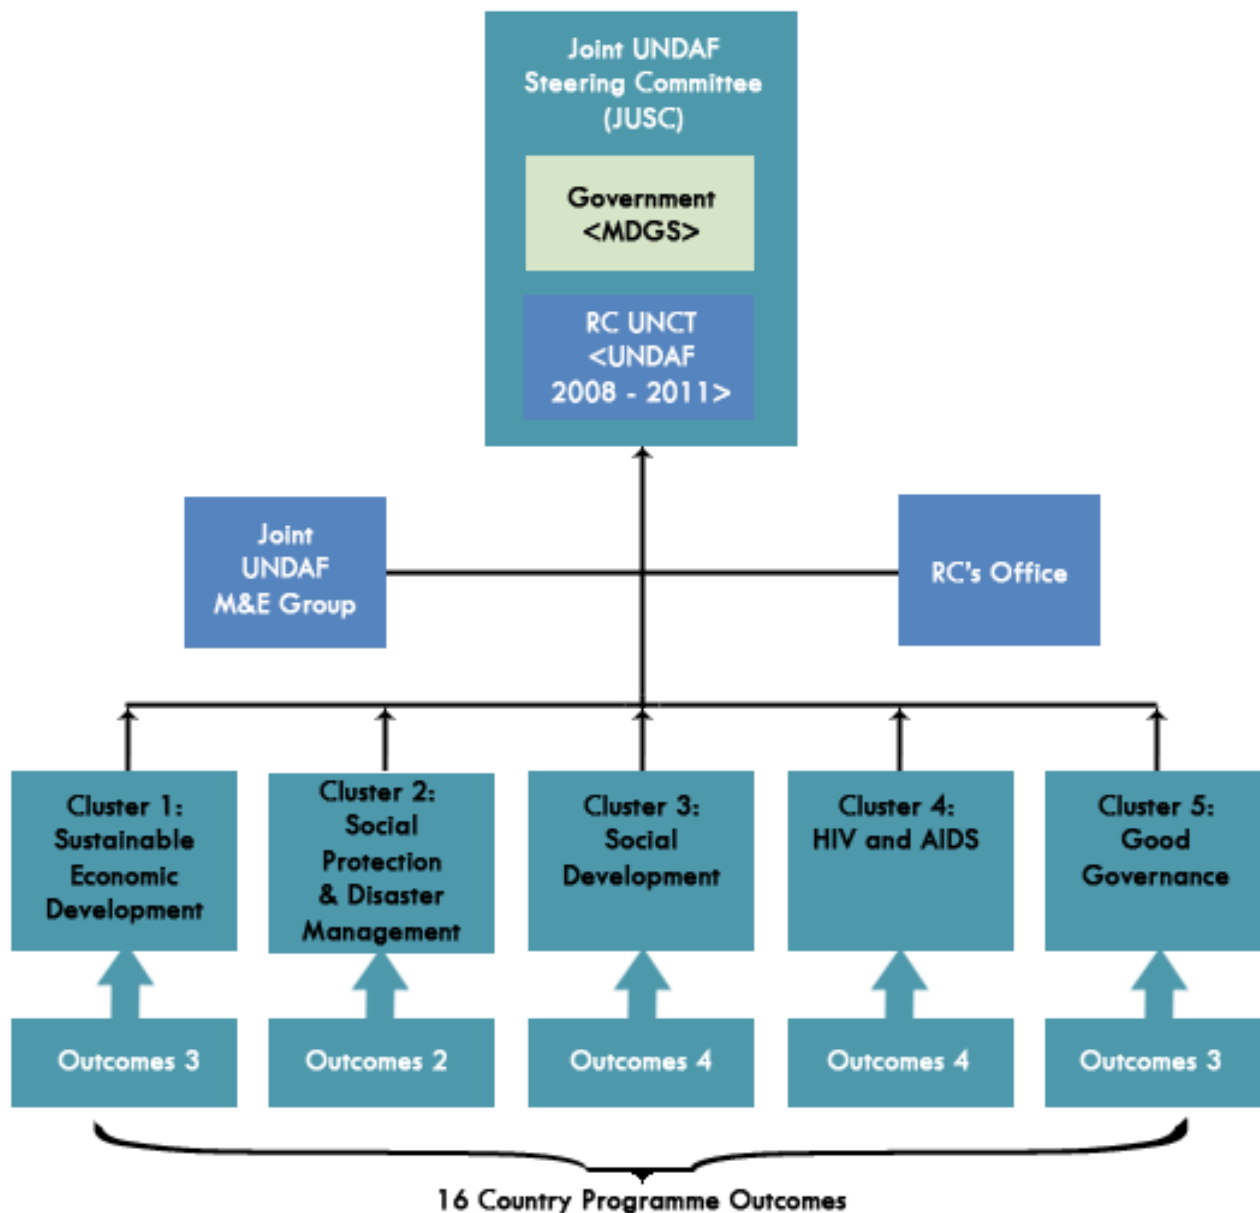 Joint UNDAF
Steering Committee
(JUSC)
Government
<MDGS>
RC UNCT
<UNDAF
2008 - 2011>
Joint
UNDAF
M&E Group
RC's Office
Cluster 1:
Sustainable
Economic
Development
Cluster 2:
Social
Protection
& Disaster
Management
Cluster 3:
Social
Development
Cluster 4:
HIV and AIDS
Cluster 5:
Good
Governance
Outcomes 3
Outcomes 2
Outcomes 4
Outcomes 4
Outcomes 3
16 Country Programme Outcomes